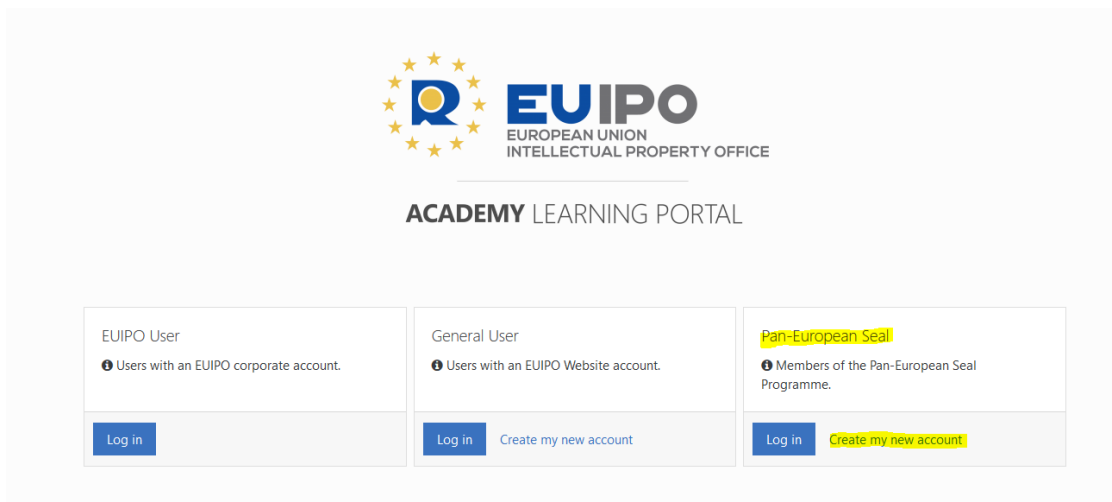 EUIPO
EUROPEAN UNION
INTELLECTUAL PROPERTY OFFICE
ACADEMY LEARNING PORTAL
EUIPO User
Users with an EUIPO corporate account.
Log in
General User
Users with an EUIPO Website account.
Log in Create my new account
Pan-European Seal
Members of the Pan-European Seal
Programme.
Log in Create my new account